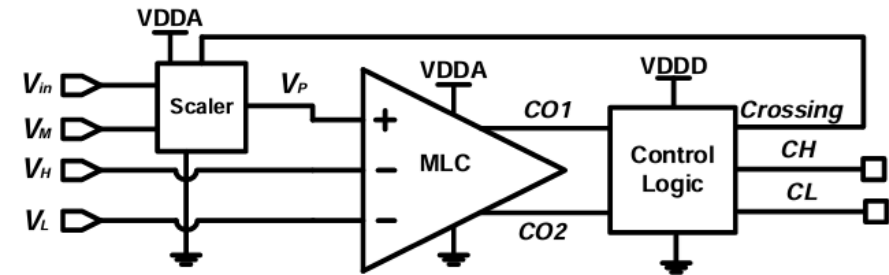 VDDA
Vin
Scaler
VP
VM
VH
VL
+
−
−
MLC
VDDA
CO1
CO2
VDDD
Control
Logic
Crossing
CH
CL